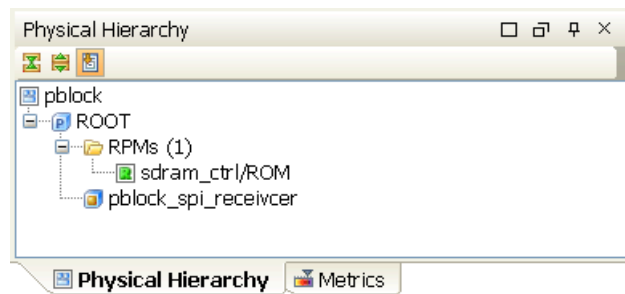 Physical Hierarchy
pblock
ROOT
RPMs (1)
sdram_ctrl/ROM
pblock_spi_receivcer
Physical Hierarchy Metrics